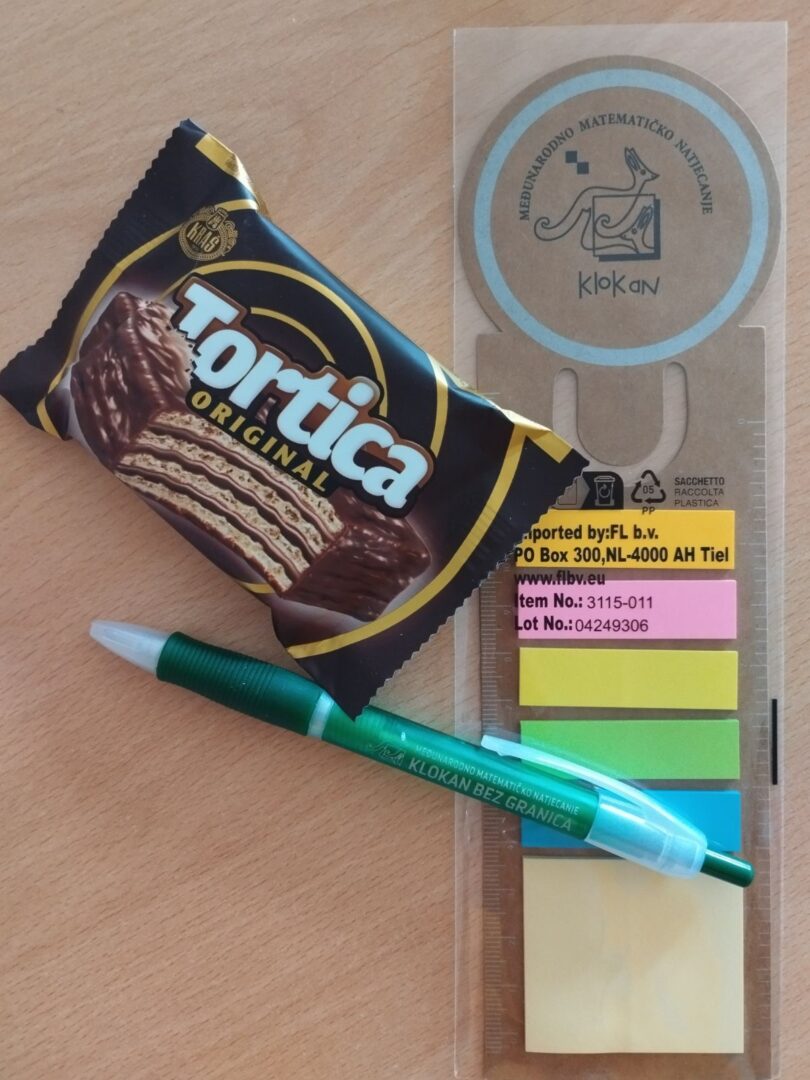 KRAŠ
Tortica
ORIGINAL
MEĐUNARODNO MATEMATIČKO NATJECANJE
KLOKAN
05
PP
SACCHETTO
RACCOLTA
PLASTICA
by:FL b.v.
PO Box 300,NL-4000 AH Tiel
www.flbv.eu
Item No.: 3115-011
Lot No.: 04249306
MEĐUNARODNO MATEMATIČKO NATJECANJE
KLOKAN BEZ GRANICA